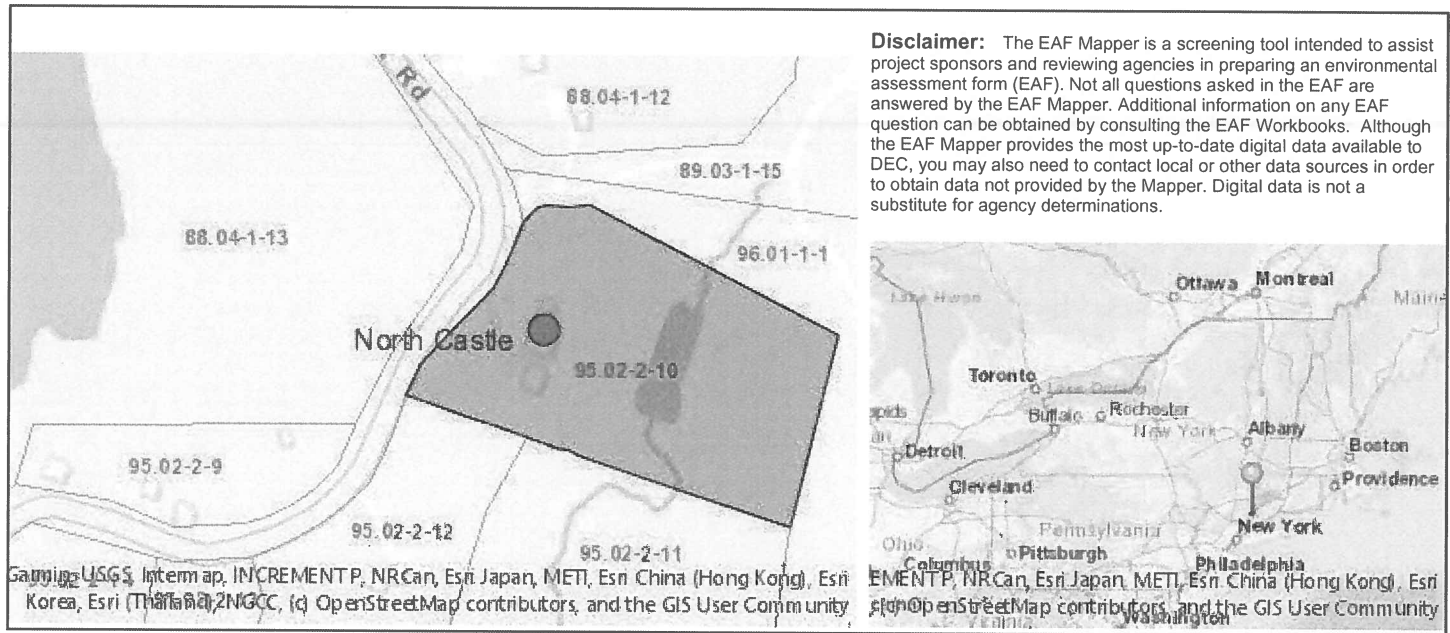 Disclaimer: The EAF Mapper is a screening tool intended to assist
project sponsors and reviewing agencies in preparing an environmental
assessment form (EAF). Not all questions asked in the EAF are
answered by the EAF Mapper. Additional information on any EAF
question can be obtained by consulting the EAF Workbooks. Although
the EAF Mapper provides the most up-to-date digital data available to
DEC, you may also need to contact local or other data sources in order
to obtain data not provided by the Mapper. Digital data is not a
substitute for agency determinations.
Rd
88.04-1-12
89.03-1-15
88.04-1-13
96.01-1-1
North Castle
95.02-2-10
95.02-2-9
95.02-2-12
95.02-2-11
USGS, Intermap, INCREMENT P, NRCan, Esri Japan, METI, Esri China (Hong Kong), Esri
Korea, Esri (Thailand), NGCC, (c) OpenStreetMap contributors, and the GIS User Community
Ottawa
Montreal
Lake Huron
Toronto
Buffalo
Rochester
New York
Albany
Boston
Detroit
Providence
Cleveland
New York
Pennsylvania
Ohio
Pittsburgh
Philadelphia
Columbus
EMENT P, NRCan, Esri Japan, METI, Esri China (Hong Kong), Esri
OpenStreetMap contributors, and the GIS User Community
Washington